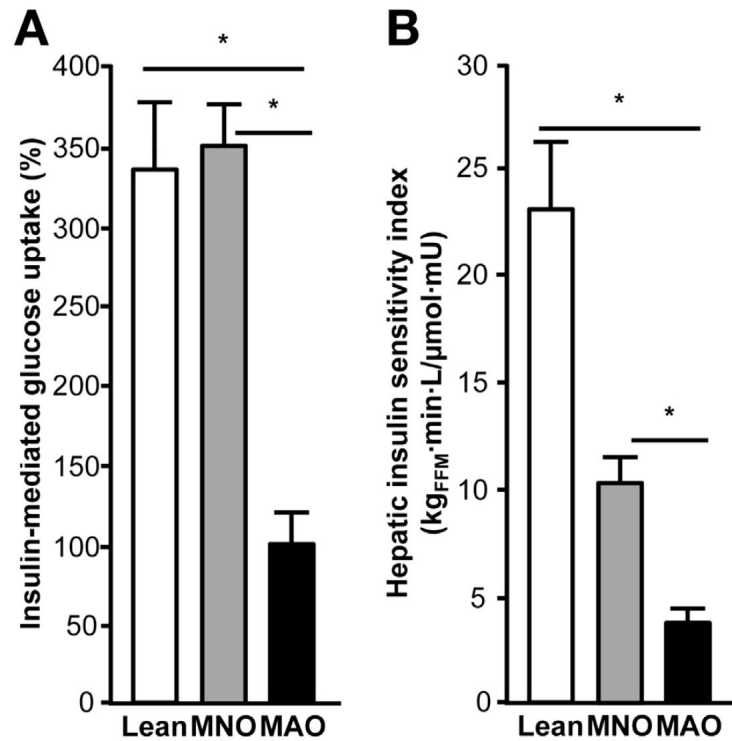 A
*
*
Insulin-mediated glucose uptake (%)
400
350
300
250
200
150
100
50
0
Lean MNO MAO
B
*
*
Hepatic insulin sensitivity index
(kgFFM·min·L/μmol·mU)
30
25
20
15
10
5
0
Lean MNO MAO